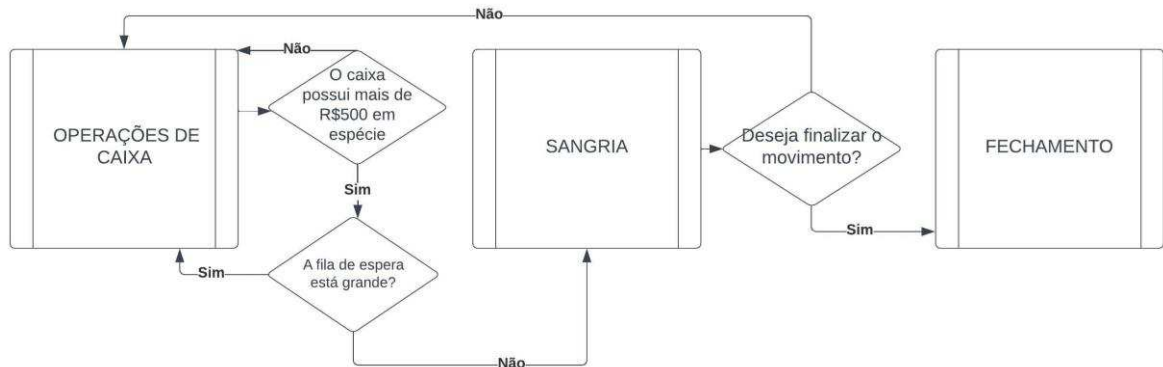 Não
Não
O caixa
possui mais de
R$500 em
espécie
OPERAÇÕES DE
CAIXA
SANGRIA
Deseja finalizar o
movimento?
FECHAMENTO
Sim
Sim
A fila de espera
está grande?
Sim
Não